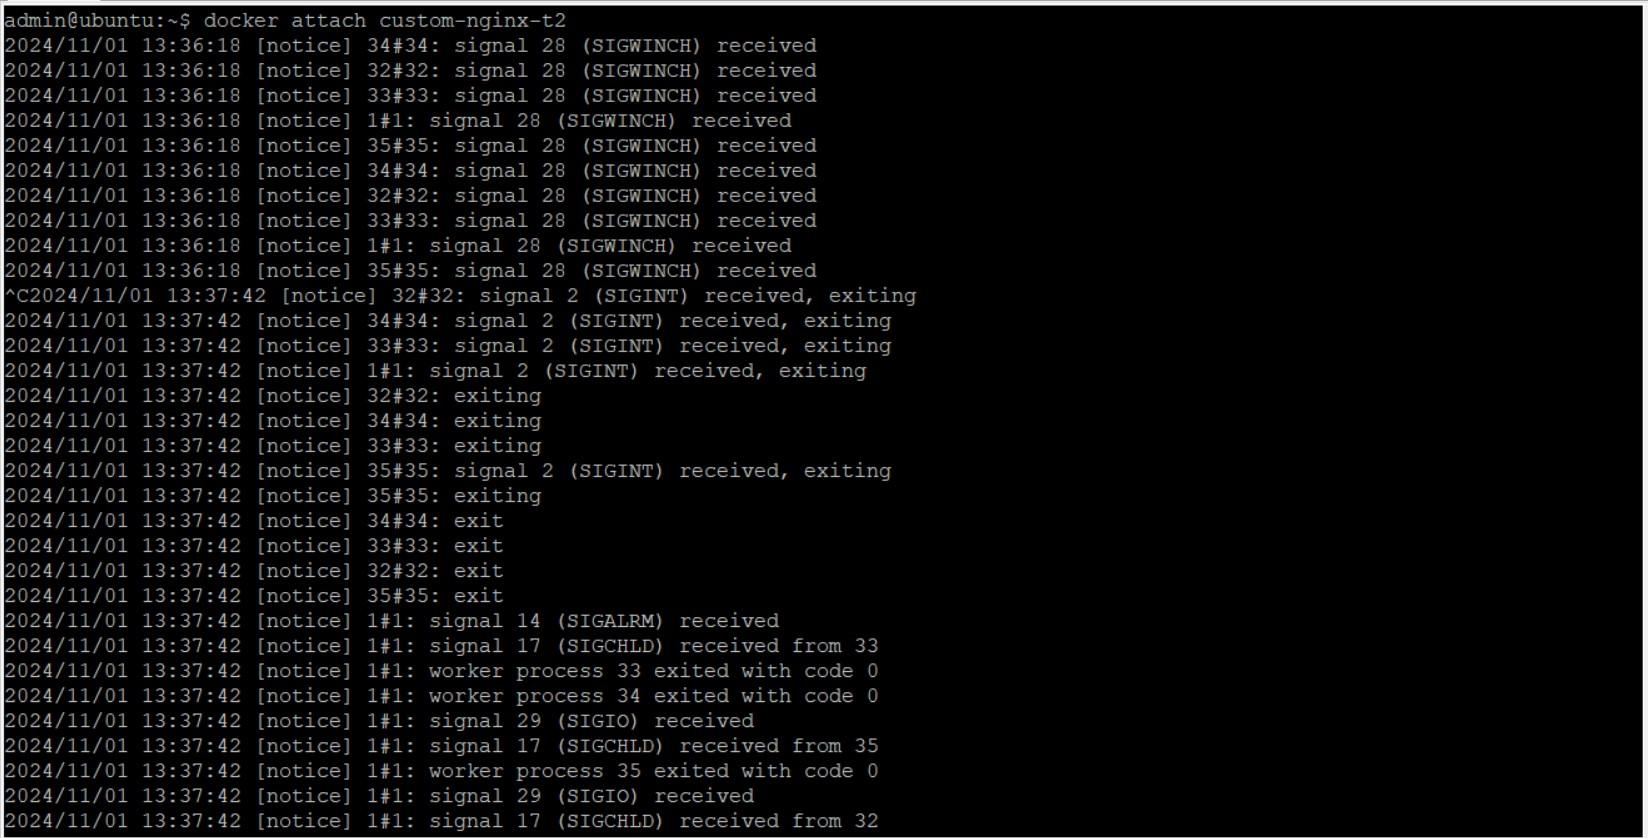 admin@ubuntu:~$ docker attach custom-nginx-t2
2024/11/01 13:36:18 [notice] 34#34: signal 28 (SIGWINCH) received
2024/11/01 13:36:18 [notice] 32#32: signal 28 (SIGWINCH) received
2024/11/01 13:36:18 [notice] 33#33: signal 28 (SIGWINCH) received
2024/11/01 13:36:18 [notice] 1#1: signal 28 (SIGWINCH) received
2024/11/01 13:36:18 [notice] 35#35: signal 28 (SIGWINCH) received
2024/11/01 13:36:18 [notice] 34#34: signal 28 (SIGWINCH) received
2024/11/01 13:36:18 [notice] 32#32: signal 28 (SIGWINCH) received
2024/11/01 13:36:18 [notice] 33#33: signal 28 (SIGWINCH) received
2024/11/01 13:36:18 [notice] 1#1: signal 28 (SIGWINCH) received
2024/11/01 13:36:18 [notice] 35#35: signal 28 (SIGWINCH) received
^C2024/11/01 13:37:42 [notice] 32#32: signal 2 (SIGINT) received, exiting
2024/11/01 13:37:42 [notice] 34#34: signal 2 (SIGINT) received, exiting
2024/11/01 13:37:42 [notice] 33#33: signal 2 (SIGINT) received, exiting
2024/11/01 13:37:42 [notice] 1#1: signal 2 (SIGINT) received, exiting
2024/11/01 13:37:42 [notice] 32#32: exiting
2024/11/01 13:37:42 [notice] 34#34: exiting
2024/11/01 13:37:42 [notice] 33#33: exiting
2024/11/01 13:37:42 [notice] 35#35: signal 2 (SIGINT) received, exiting
2024/11/01 13:37:42 [notice] 35#35: exiting
2024/11/01 13:37:42 [notice] 34#34: exit
2024/11/01 13:37:42 [notice] 33#33: exit
2024/11/01 13:37:42 [notice] 32#32: exit
2024/11/01 13:37:42 [notice] 35#35: exit
2024/11/01 13:37:42 [notice] 1#1: signal 14 (SIGALRM) received
2024/11/01 13:37:42 [notice] 1#1: signal 17 (SIGCHLD) received from 33
2024/11/01 13:37:42 [notice] 1#1: worker process 33 exited with code 0
2024/11/01 13:37:42 [notice] 1#1: worker process 34 exited with code 0
2024/11/01 13:37:42 [notice] 1#1: signal 29 (SIGIO) received
2024/11/01 13:37:42 [notice] 1#1: signal 17 (SIGCHLD) received from 35
2024/11/01 13:37:42 [notice] 1#1: worker process 35 exited with code 0
2024/11/01 13:37:42 [notice] 1#1: signal 29 (SIGIO) received
2024/11/01 13:37:42 [notice] 1#1: signal 17 (SIGCHLD) received from 32